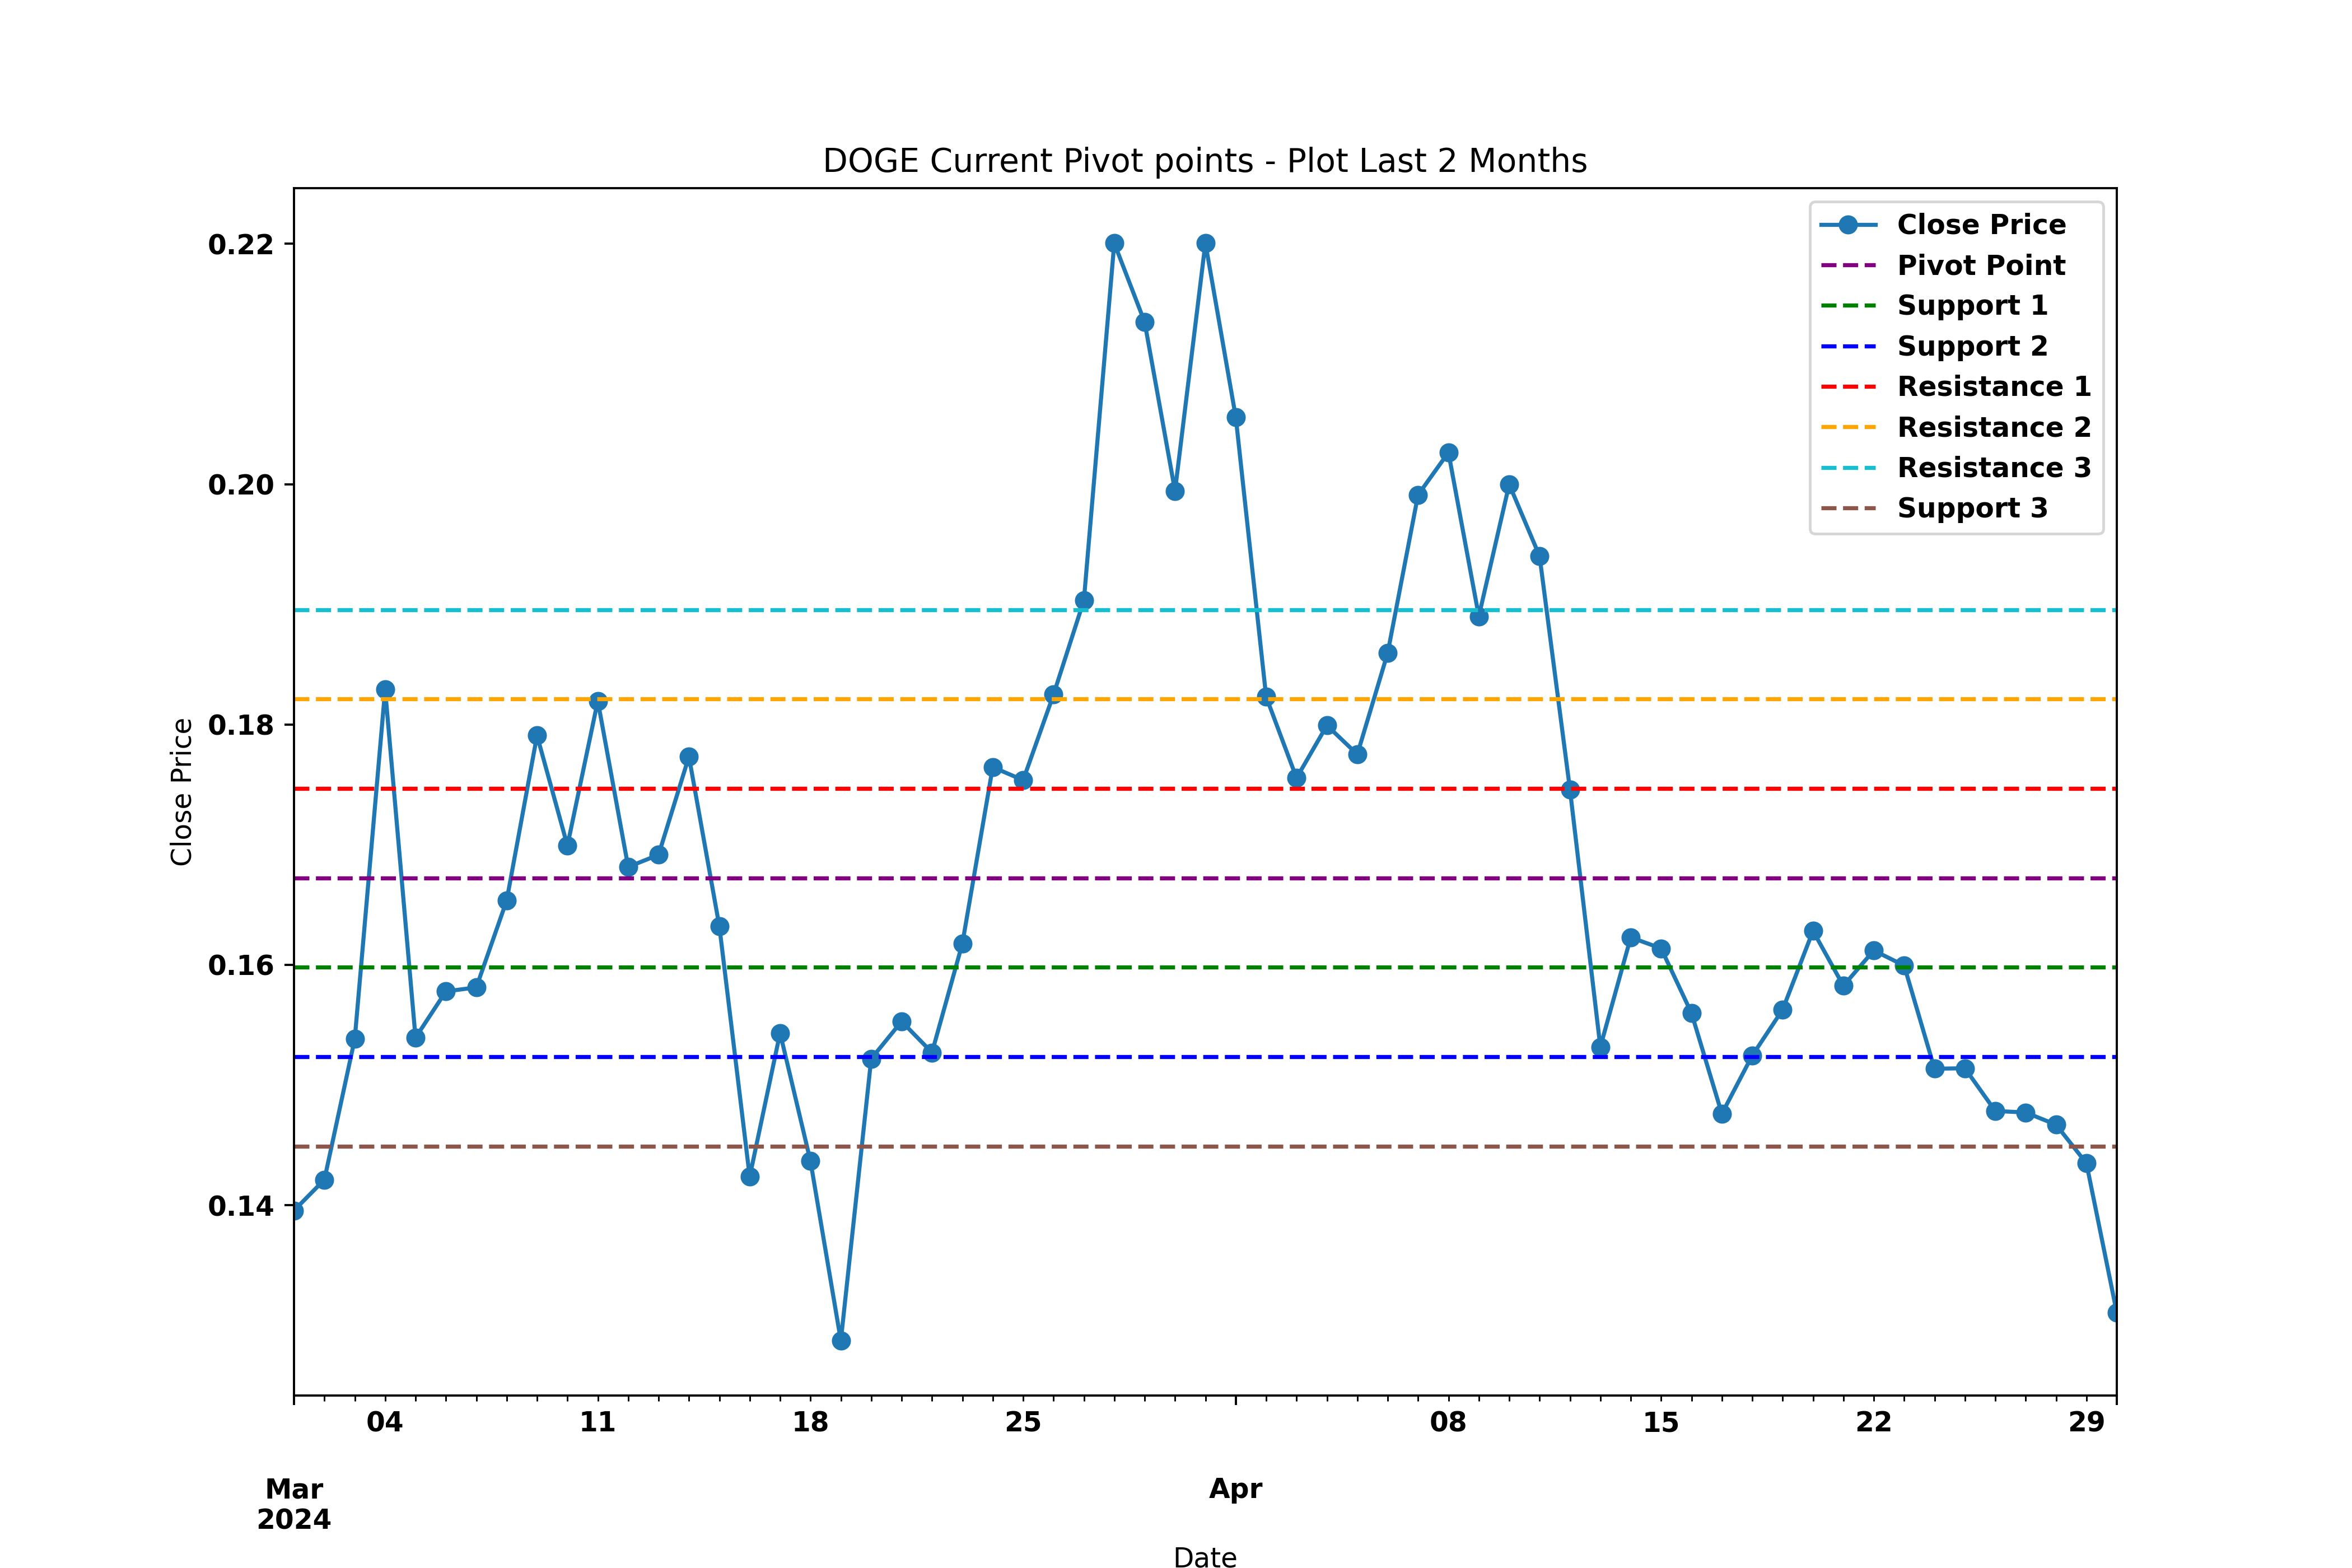 DOGE Current Pivot points - Plot Last 2 Months
Close Price
Pivot Point
Support 1
Support 2
Resistance 1
Resistance 2
Resistance 3
Support 3
0.22
0.20
0.18
0.16
0.14
Close Price
04 11 18 25 08 15 22 29
Mar Apr
2024
Date